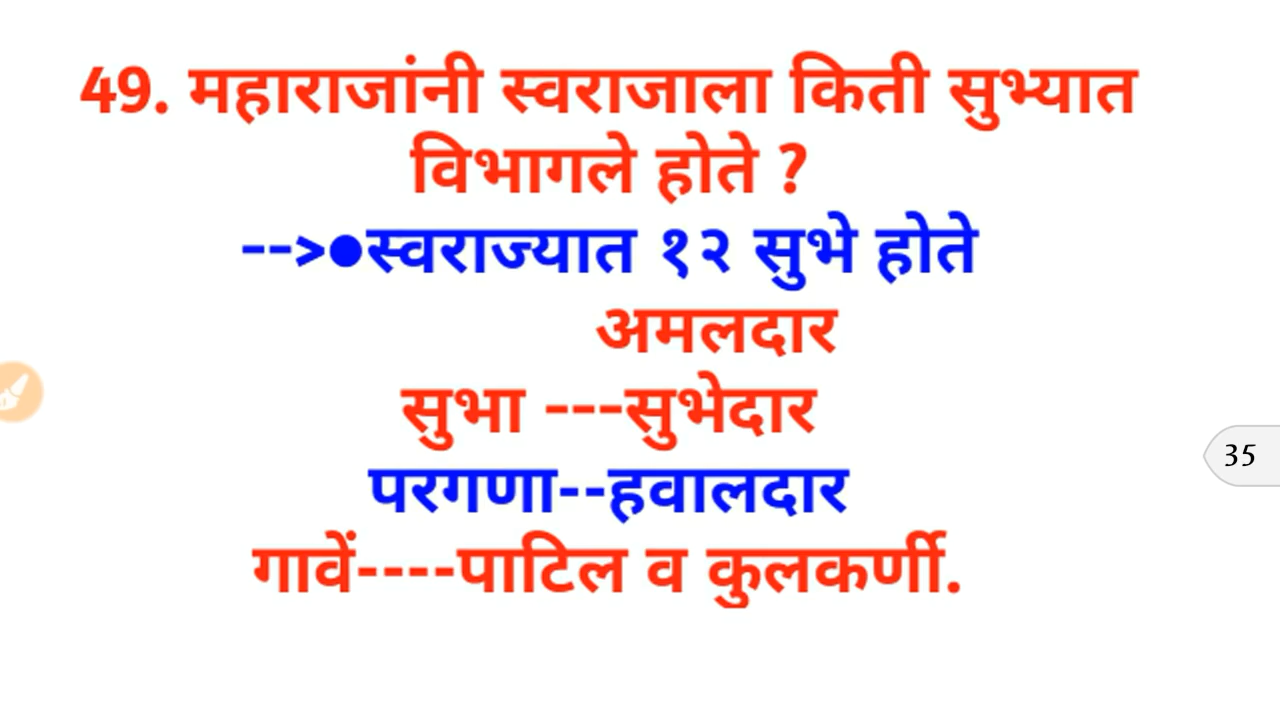 49. महाराजांनी स्वराजाला किती सुभ्यात
विभागले होते ?
-->●स्वराज्यात १२ सुभे होते
अमलदार
सुभा ---सुभेदार
परगणा--हवालदार
गावें----पाटिल व कुलकर्णी.
35